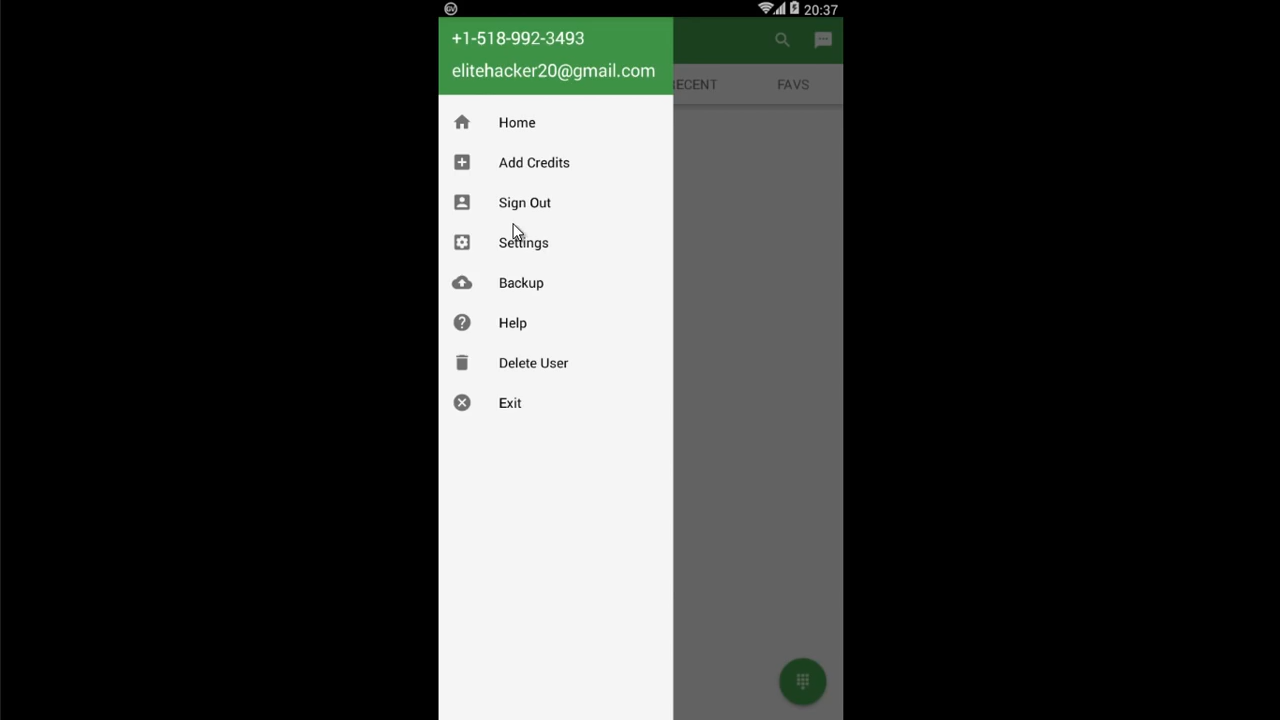 GV
20:37
+1-518-992-3493
elitehacker20@gmail.com
RECENT
FAVS
Home
Add Credits
Sign Out
Settings
Backup
Help
Delete User
Exit